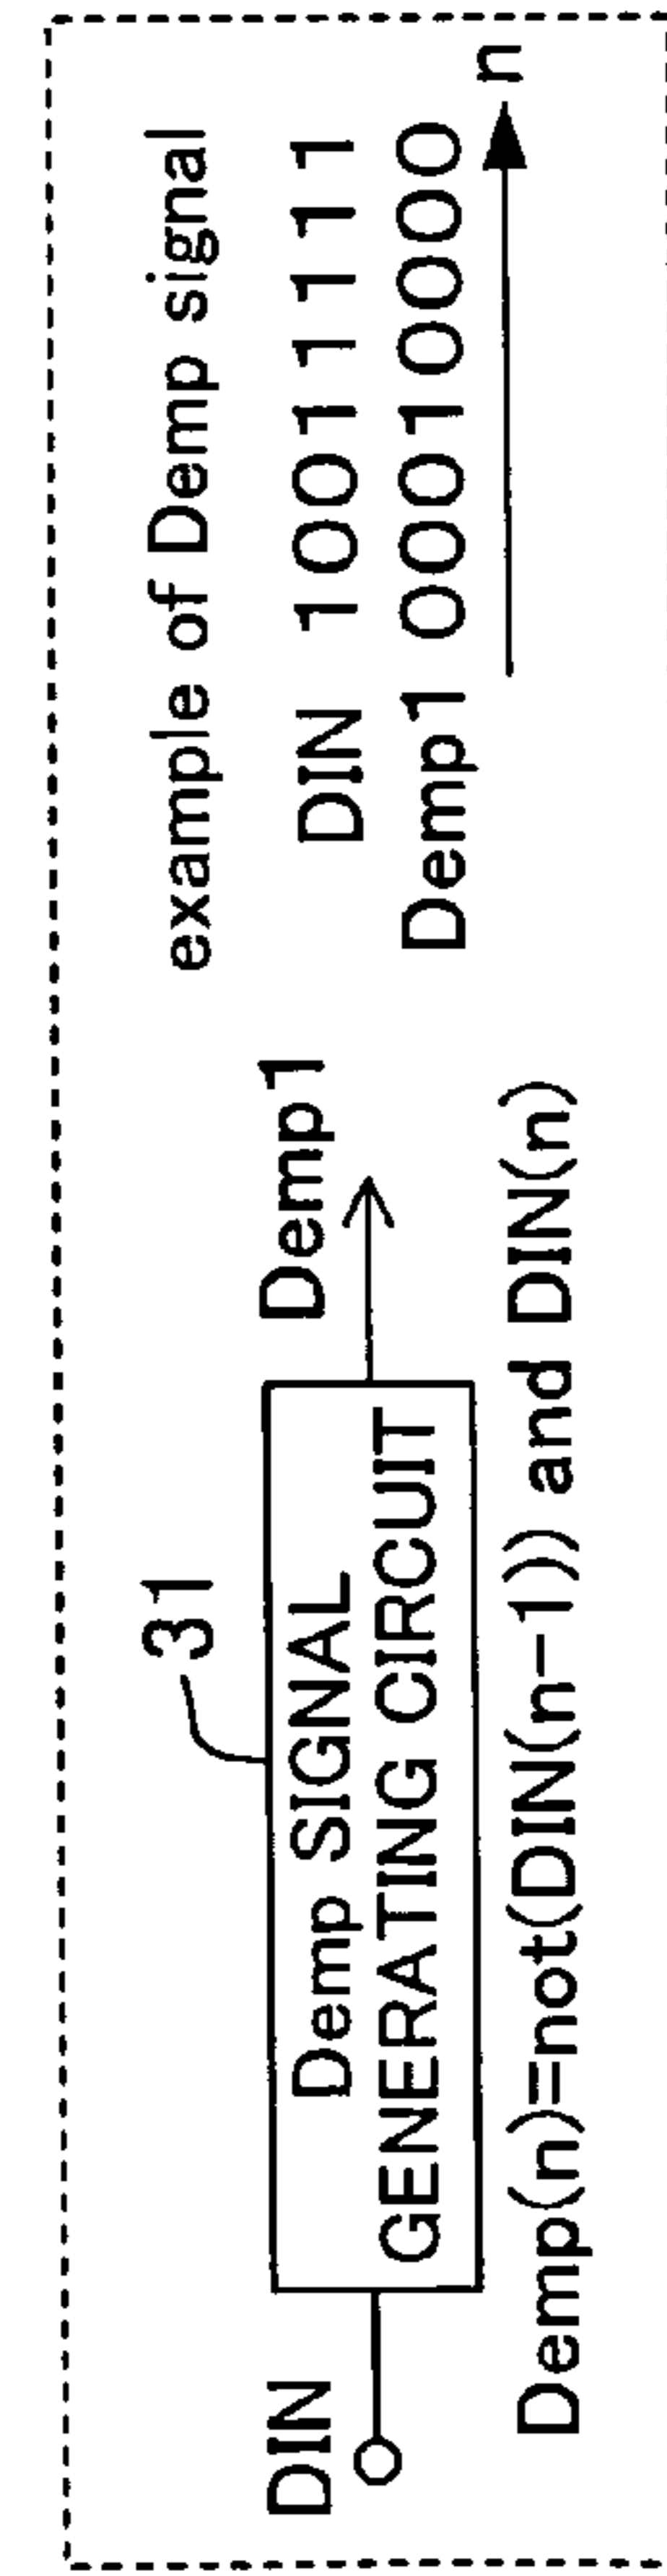 31
DIN
Demp SIGNAL
GENERATING CIRCUIT
Demp1
Demp(n)=not(DIN(n-1)) and DIN(n)
example of Demp signal
DIN 10011111
Demp1 00010000
n